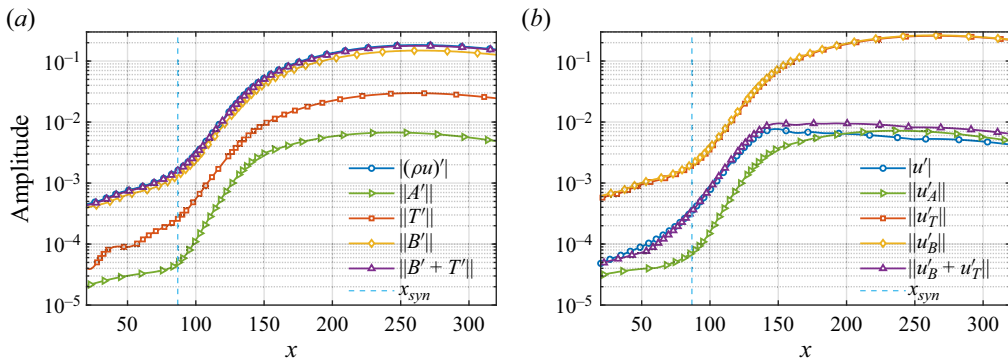 (a)
(b)
10⁻¹
10⁻²
10⁻³
10⁻⁴
10⁻⁵
Amplitude
|(ρu)′|
||A′||
||T′||
||B′||
||B′ + T′||
x_syn
50 100 150 200 250 300
x
10⁻¹
10⁻²
10⁻³
10⁻⁴
10⁻⁵
|u′|
||u′_A||
||u′_T||
||u′_B||
||u′_B + u′_T||
x_syn
50 100 150 200 250 300
x